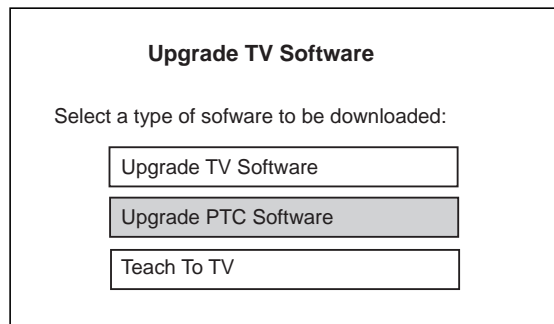 Upgrade TV Software
Select a type of sofware to be downloaded:
Upgrade TV Software
Upgrade PTC Software
Teach To TV